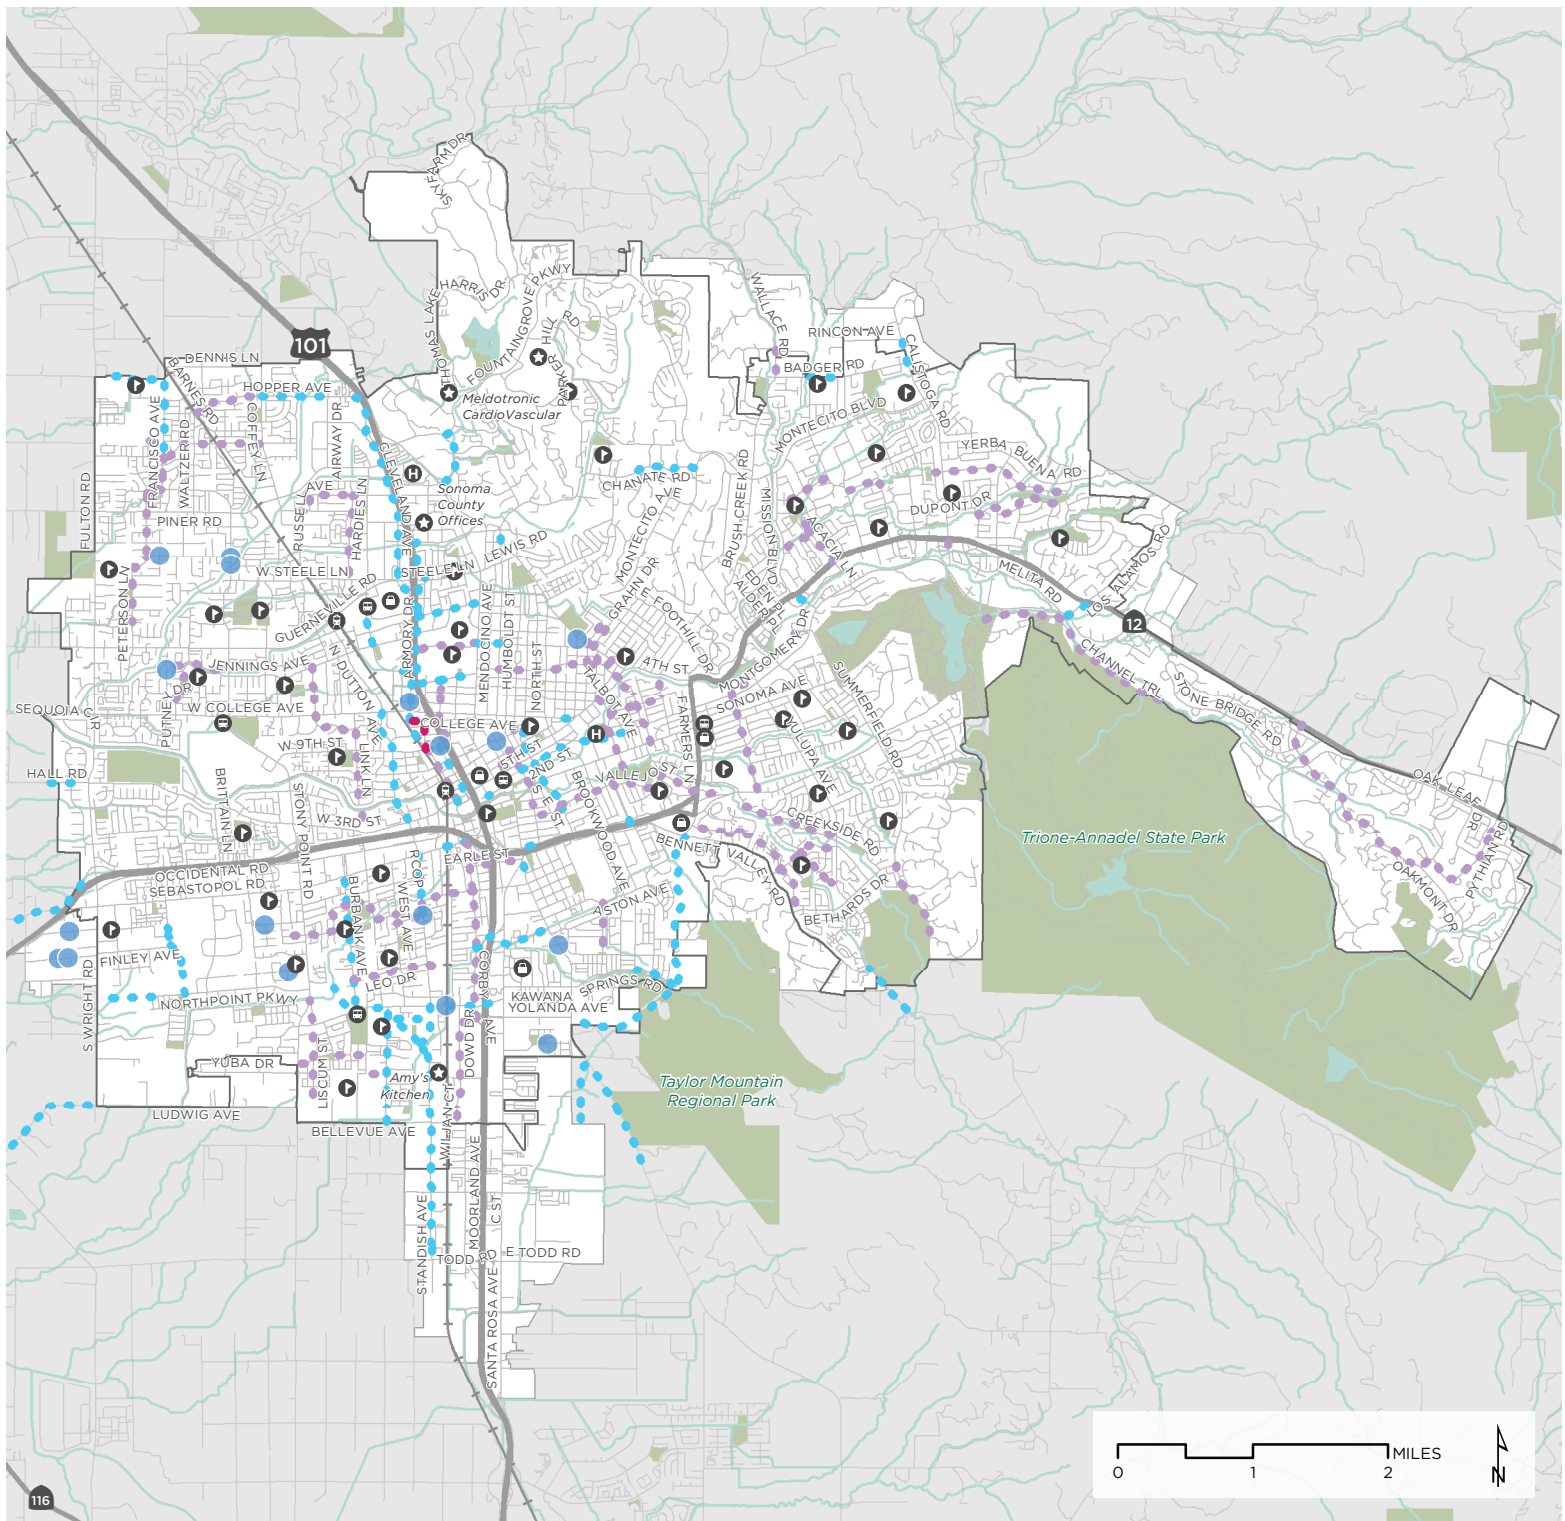 SKYFARM DR
HARRIS DR
THOMAS LAKE
FOUNTAINGROVE PKWY
HILL RD
PARKER
WALLACE RD
RINCON AVE
BADGER RD
CALISTOGA RD
101
DENNIS LN
BARNES RD
HOPPER AVE
COFFEY LN
AIRWAY DR
FRANCISCO AVE
WALTZER RD
Meldotronic
CardioVascular
MONTECITO BLVD
YERBA BUENA RD
CLEVELAND AVE
H
Sonoma
County
Offices
CHANATE RD
FULTON RD
RUSSELL AVE
HARDIES LN
PINER RD
MONTECITO AVE
BRUSH CREEK RD
MISSION BLVD
DUPONT DR
ACACIA LN
LEWIS RD
STEELE LN
W STEELE LN
GUERNEVILLE RD
PETERSON LN
GRAHN DR
E. FOOTHILL DR
EDEN PL
ALDER PL
MELITA RD
LOS ALAMOS RD
12
ARMORY DR
MENDOCINO AVE
HUMBOLDT ST
NORTH ST
4TH ST
MONTGOMERY DR
CHANNEL TRL
STONE BRIDGE RD
JENNINGS AVE
N DUTTON AVE
TALBOT AVE
SONOMA AVE
SUMMERFIELD RD
SEQUOIA CIR
PUTNEY DR
W COLLEGE AVE
COLLEGE AVE
FARMERS LN
YULUPA AVE
H
W 9TH ST
LINK LN
5TH ST
2ND ST
S E ST
VALLEJO ST
BROOKWOOD AVE
HALL RD
BRITTAIN LN
STONY POINT RD
W 3RD ST
CREEKSIDE RD
OAK LEAF DR
Trione-Annadel State Park
EARLE ST
BENNETT VALLEY RD
OCCIDENTAL RD
SEBASTOPOL RD
WEST AVE
BURBANK AVE
ASTON AVE
BETHARDS DR
OAKMONT DR
FINLEY AVE
LEO DR
CORBY AVE
SPRINGS RD
KAWANA
YOLANDA AVE
S WRIGHT RD
NORTHPOINT PKWY
DOWD DR
YUBA DR
LISCUM ST
Amy's
Kitchen
Taylor Mountain
Regional Park
LUDWIG AVE
BELLEVUE AVE
WILJAN CT
MOORLAND AVE
C ST
STANDISH AVE
TODD RD
E TODD RD
SANTA ROSA AVE
MILES
0 1 2
N
116